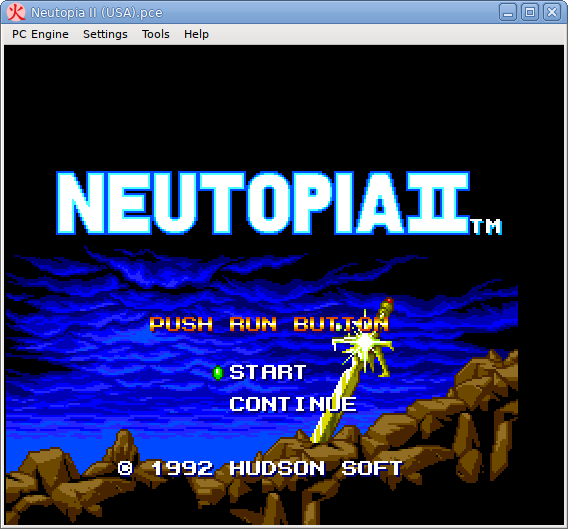 Neutopia II (USA).pce
PC Engine Settings Tools Help
NEUTOPIA II TM
PUSH RUN BUTTON
START
CONTINUE
© 1992 HUDSON SOFT